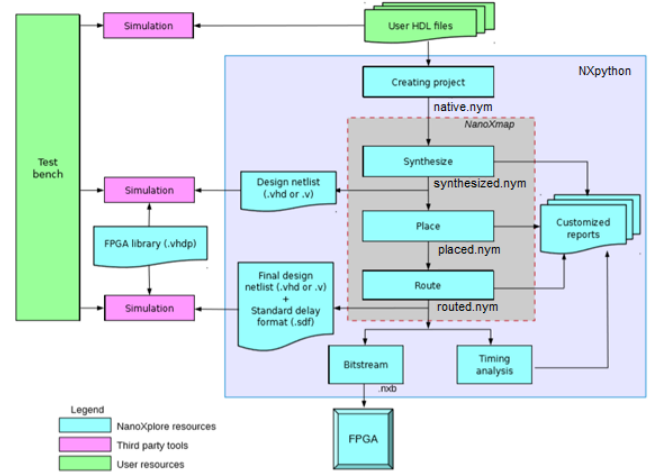 Simulation
User HDL files
NXpython
Creating project
native.nym
NanoXmap
Test
bench
Synthesize
synthesized.nym
Simulation
Design netlist
(.vhd or .v)
Place
placed.nym
Customized
reports
FPGA library (.vhdp)
Final design
netlist (.vhd or .v)
+
Standard delay
format (.sdf)
Route
routed.nym
Simulation
Bitstream
Timing
analysis
.nxb
FPGA
Legend
NanoXplore resources
Third party tools
User resources